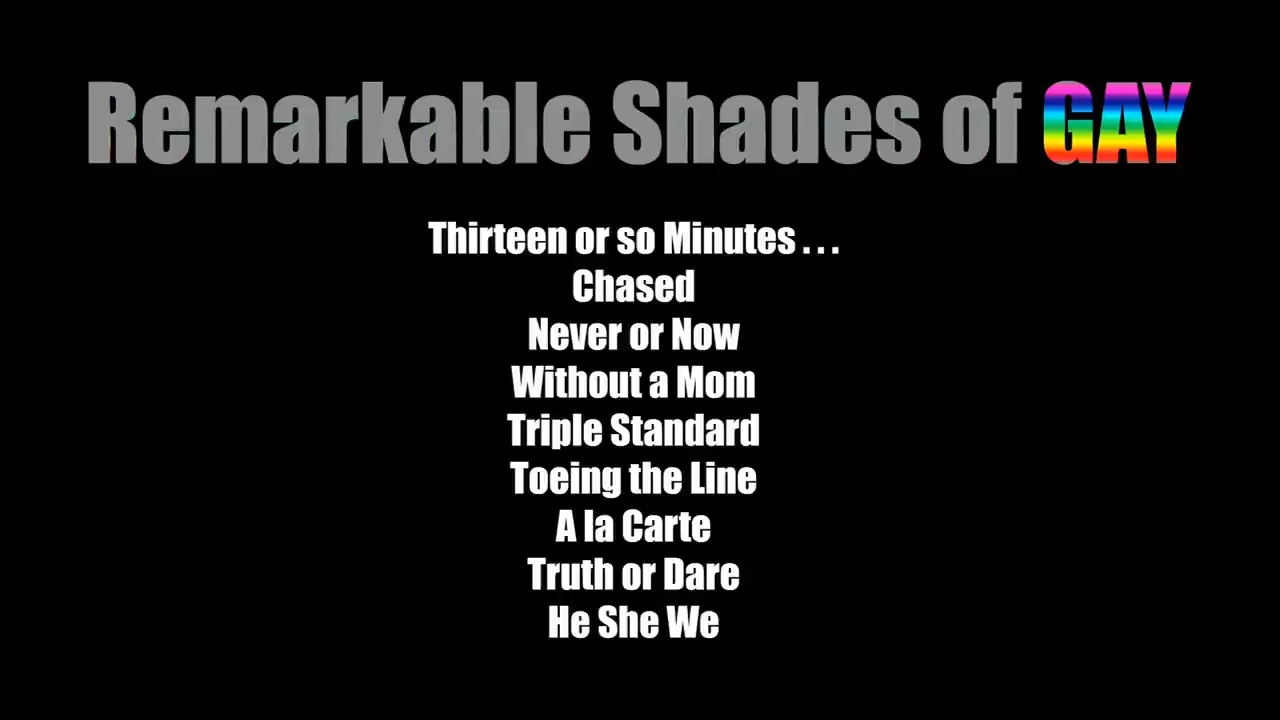 Remarkable Shades of GAY
Thirteen or so Minutes . . .
Chased
Never or Now
Without a Mom
Triple Standard
Toeing the Line
A la Carte
Truth or Dare
He She We